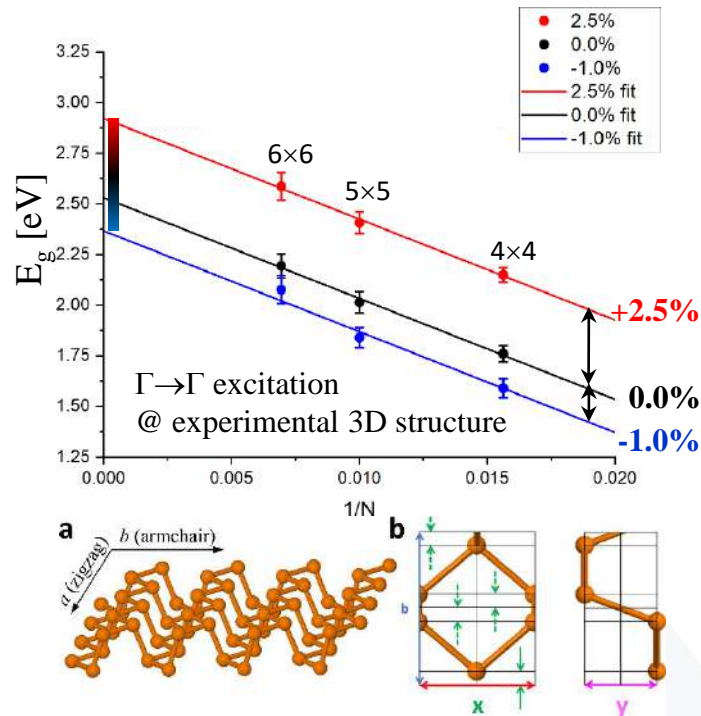 2.5%
0.0%
-1.0%
2.5% fit
0.0% fit
-1.0% fit
3.25
3.00
2.75
2.50
2.25
2.00
1.75
1.50
1.25
E_g [eV]
6×6
5×5
4×4
+2.5%
0.0%
-1.0%
Γ→Γ excitation
@ experimental 3D structure
0.000
0.005
0.010
0.015
0.020
1/N
a
b (armchair)
a (zigzag)
b
b
x
y